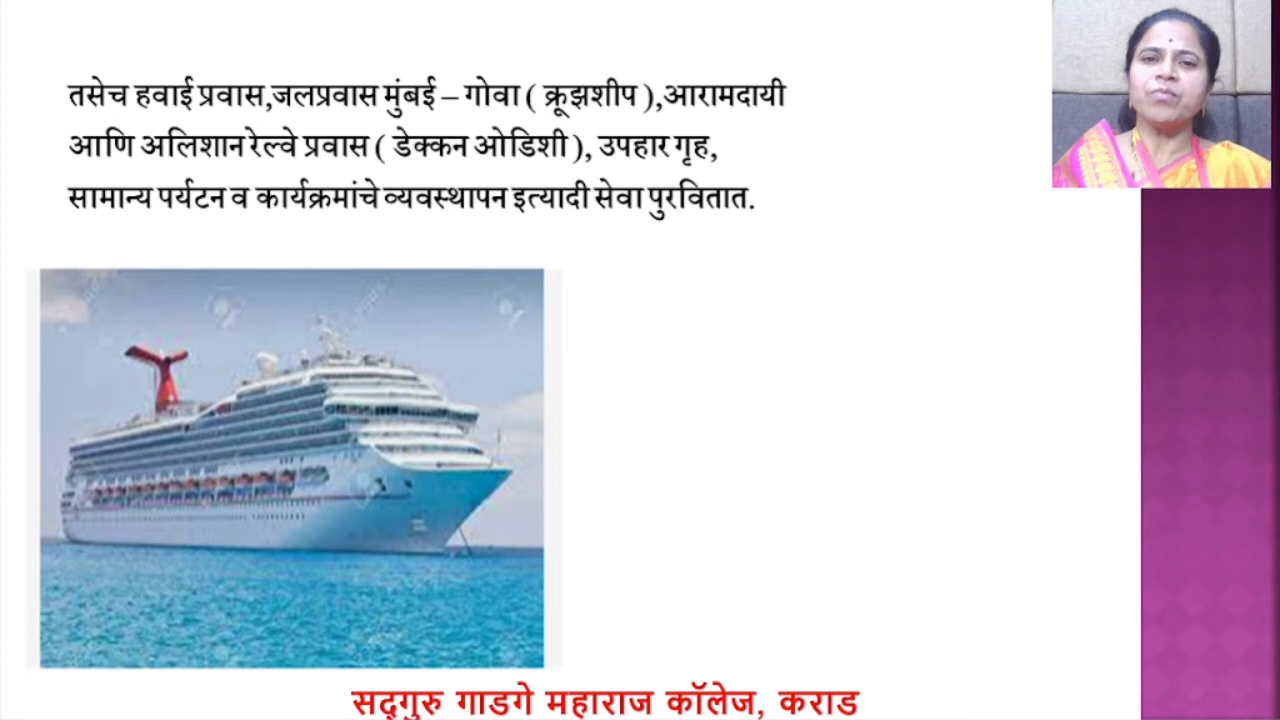 तसेच हवाई प्रवास,जलप्रवास मुंबई – गोवा ( क्रूझशीप ),आरामदायी
आणि अलिशान रेल्वे प्रवास ( डेक्कन ओडिशी ), उपहार गृह,
सामान्य पर्यटन व कार्यक्रमांचे व्यवस्थापन इत्यादी सेवा पुरवितात.
सद्‌गुरु गाडगे महाराज कॉलेज, कराड